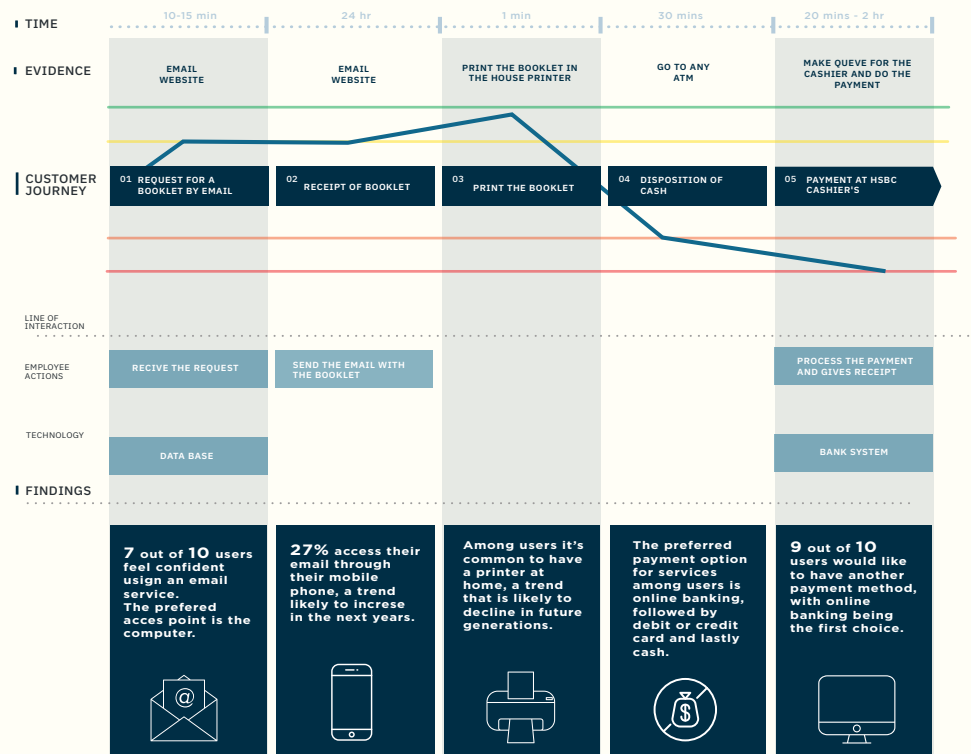 TIME
10-15 min
24 hr
1 min
30 mins
20 mins - 2 hr
EVIDENCE
EMAIL
WEBSITE
EMAIL
WEBSITE
PRINT THE BOOKLET IN
THE HOUSE PRINTER
GO TO ANY
ATM
MAKE QUEVE FOR THE
CASHIER AND DO THE
PAYMENT
CUSTOMER
JOURNEY
01 REQUEST FOR A
BOOKLET BY EMAIL
02 RECEIPT OF BOOKLET
03 PRINT THE BOOKLET
04 DISPOSITION OF
CASH
05 PAYMENT AT HSBC
CASHIER'S
LINE OF
INTERACTION
EMPLOYEE
ACTIONS
RECIVE THE REQUEST
SEND THE EMAIL WITH
THE BOOKLET
PROCESS THE PAYMENT
AND GIVES RECEIPT
TECHNOLOGY
DATA BASE
BANK SYSTEM
FINDINGS
7 out of 10 users
feel confident
usign an email
service.
The prefered
acces point is the
computer.
27% access their
email through
their mobile
phone, a trend
likely to increse
in the next years.
Among users it's
common to have
a printer at
home, a trend
that is likely to
decline in future
generations.
The preferred
payment option
for services
among users is
online banking,
followed by
debit or credit
card and lastly
cash.
9 out of 10
users would like
to have another
payment method,
with online
banking being
the first choice.
@
$